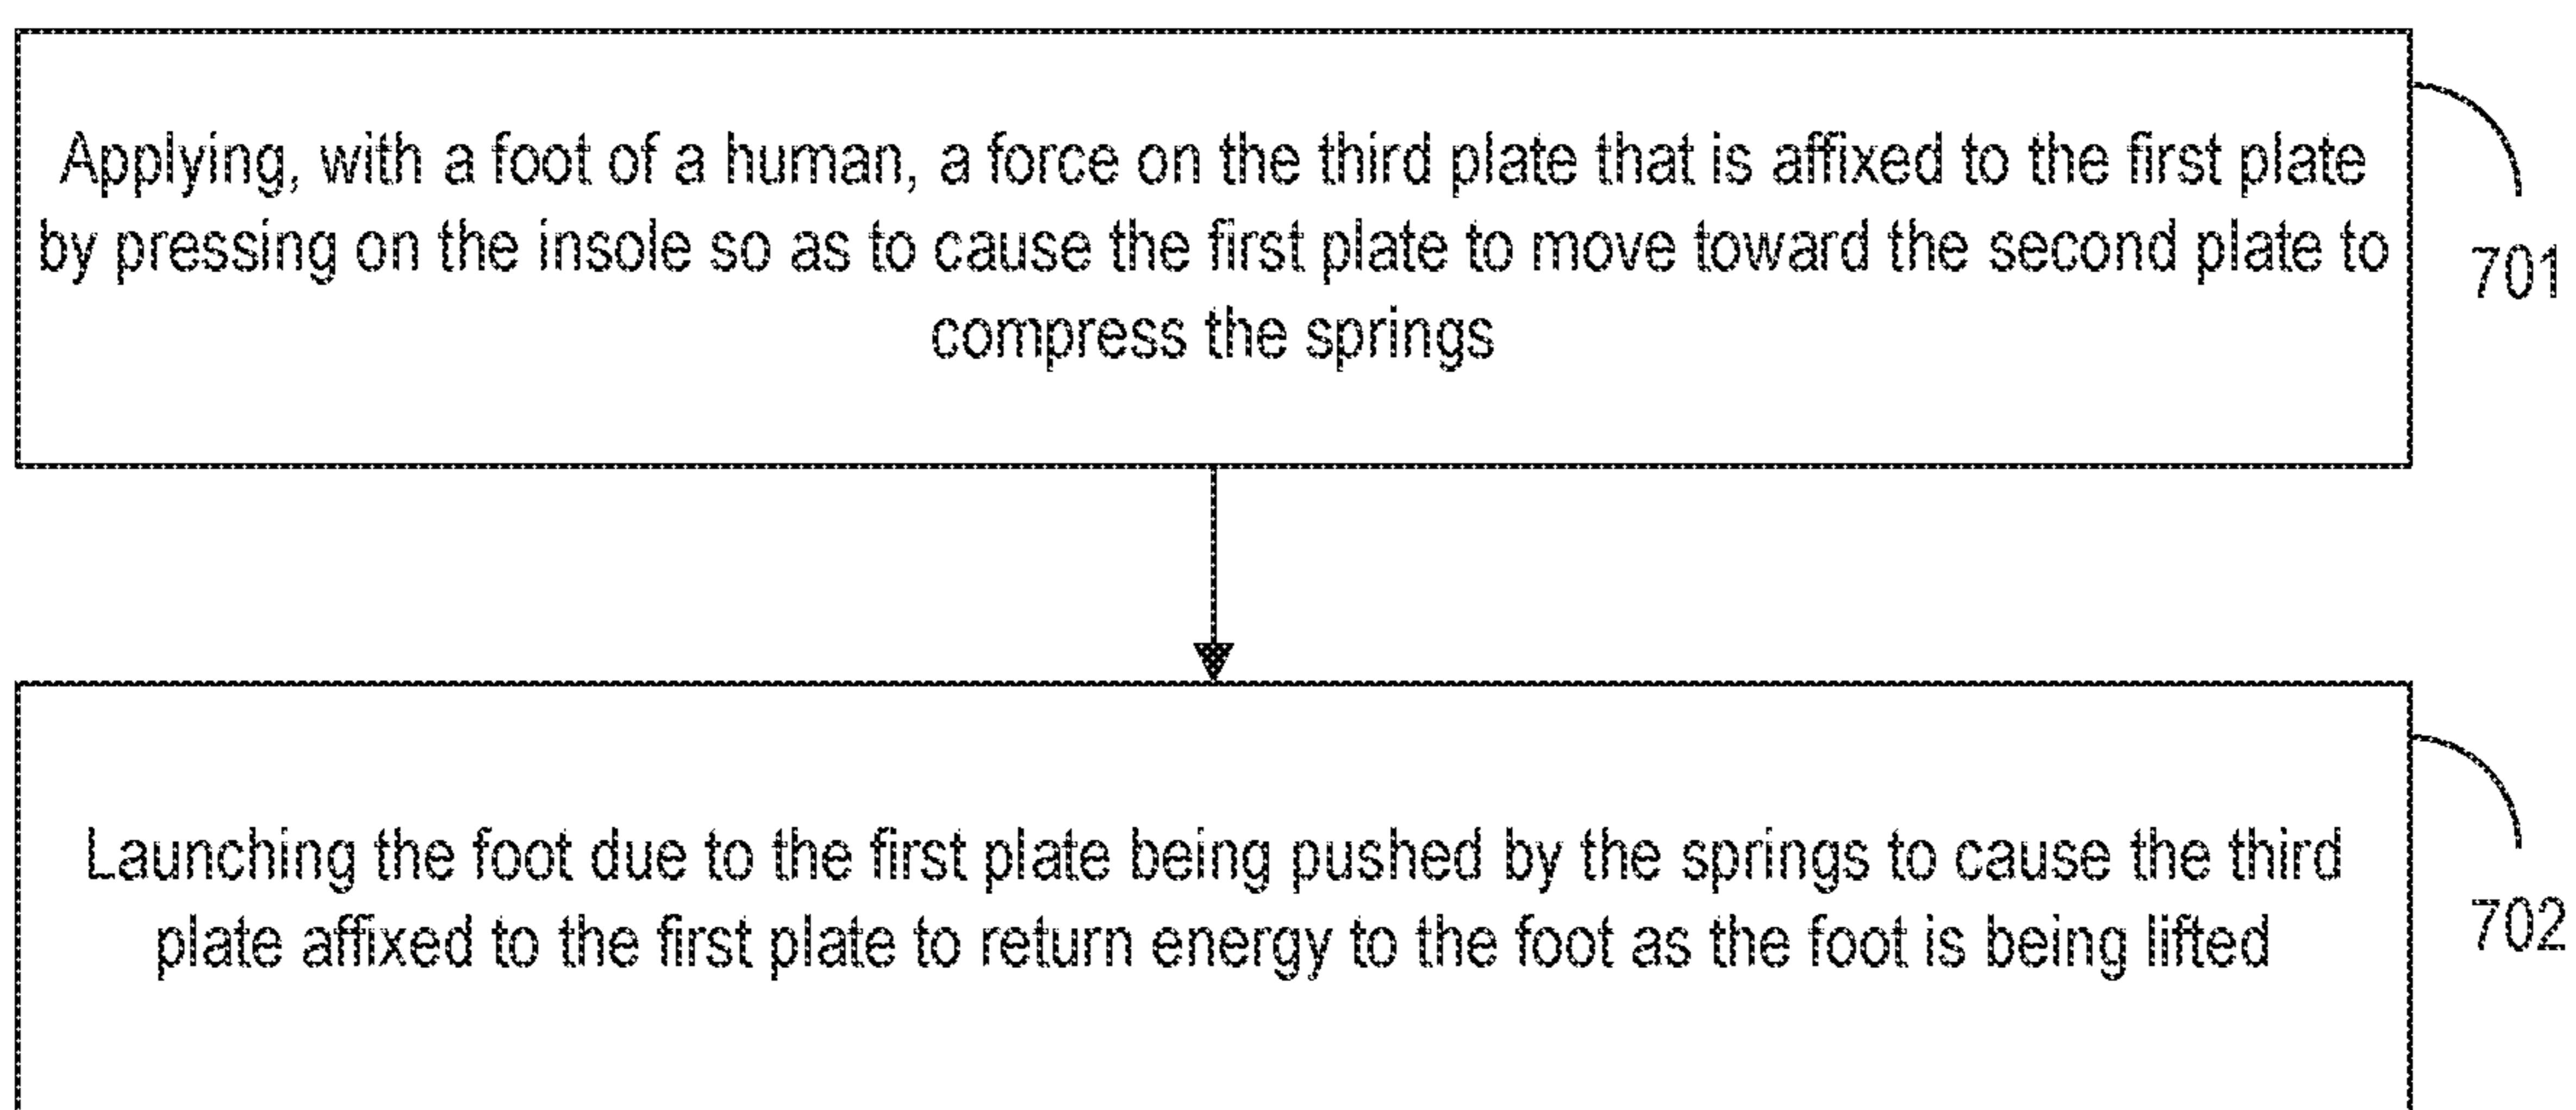 Applying, with a foot of a human, a force on the third plate that is affixed to the first plate
by pressing on the insole so as to cause the first plate to move toward the second plate to
compress the springs
701
Launching the foot due to the first plate being pushed by the springs to cause the third
plate affixed to the first plate to return energy to the foot as the foot is being lifted
702